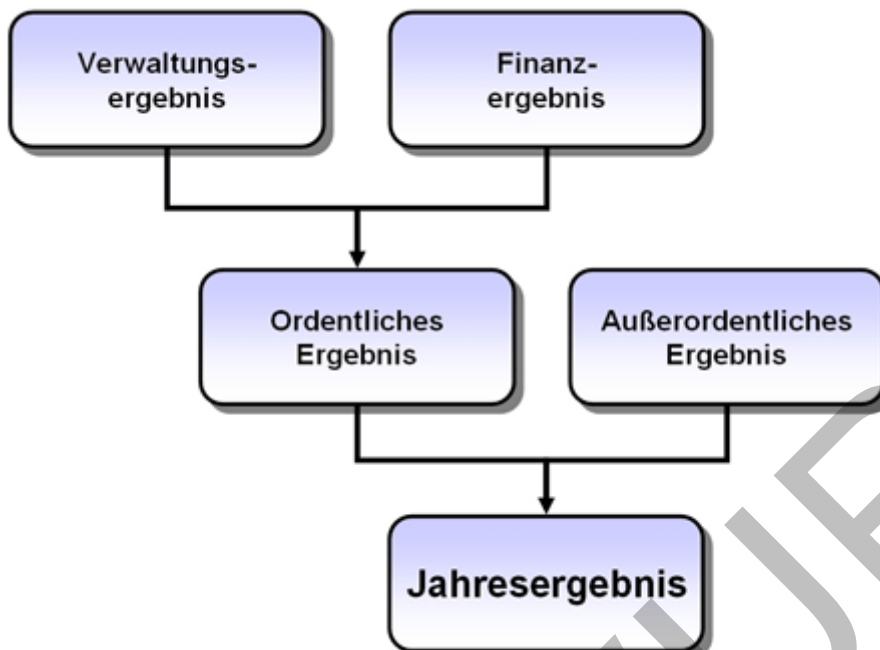 Verwaltungs-
ergebnis
Finanz-
ergebnis
Ordentliches
Ergebnis
Außerordentliches
Ergebnis
Jahresergebnis